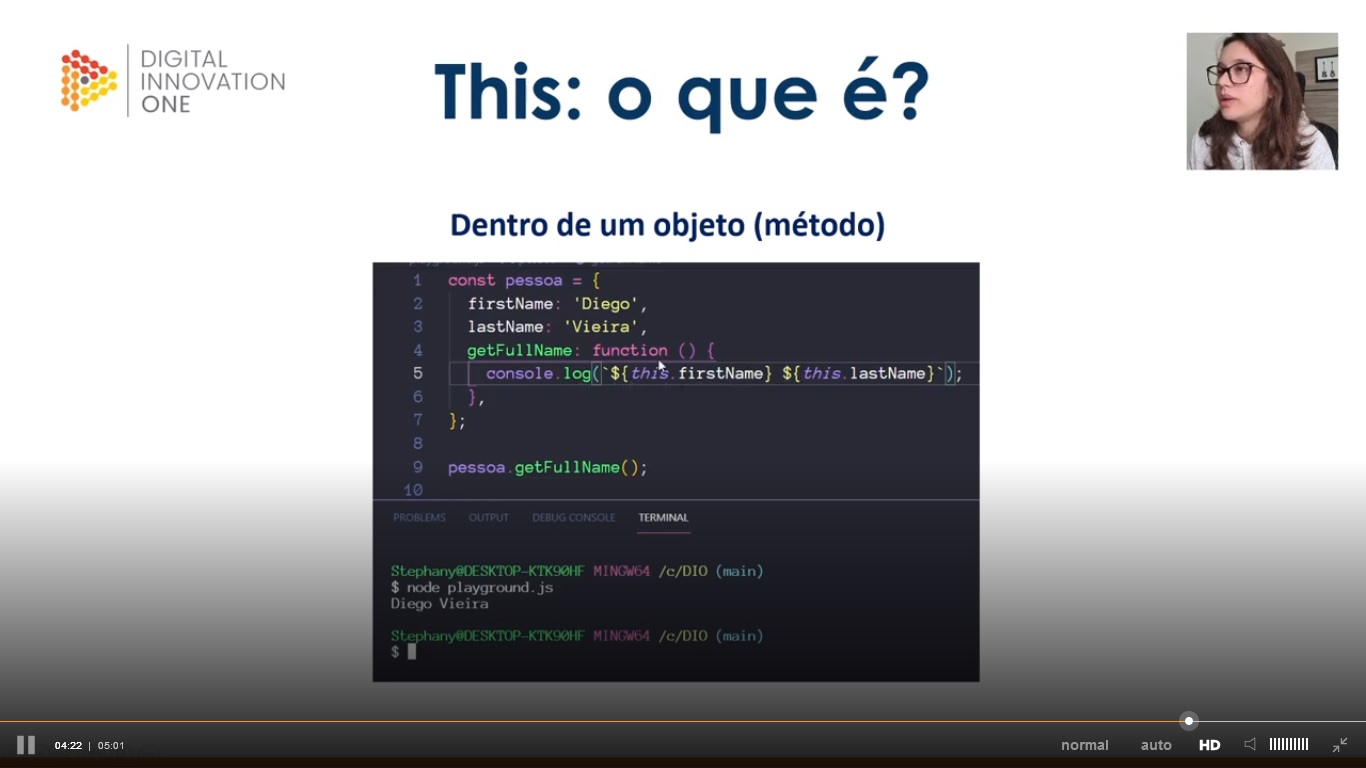 DIGITAL
INNOVATION
ONE
This: o que é?
Dentro de um objeto (método)
1 const pessoa = {
2 firstName: 'Diego',
3 lastName: 'Vieira',
4 getFullName: function () {
5 console.log(`${this.firstName} ${this.lastName}`);
6 },
7 };
8
9 pessoa.getFullName();
10
PROBLEMS OUTPUT DEBUG CONSOLE TERMINAL
Stephany@DESKTOP-KTK90HF MINGW64 /c/DIO (main)
$ node playground.js
Diego Vieira
Stephany@DESKTOP-KTK90HF MINGW64 /c/DIO (main)
$
04:22 | 05:01 normal auto HD